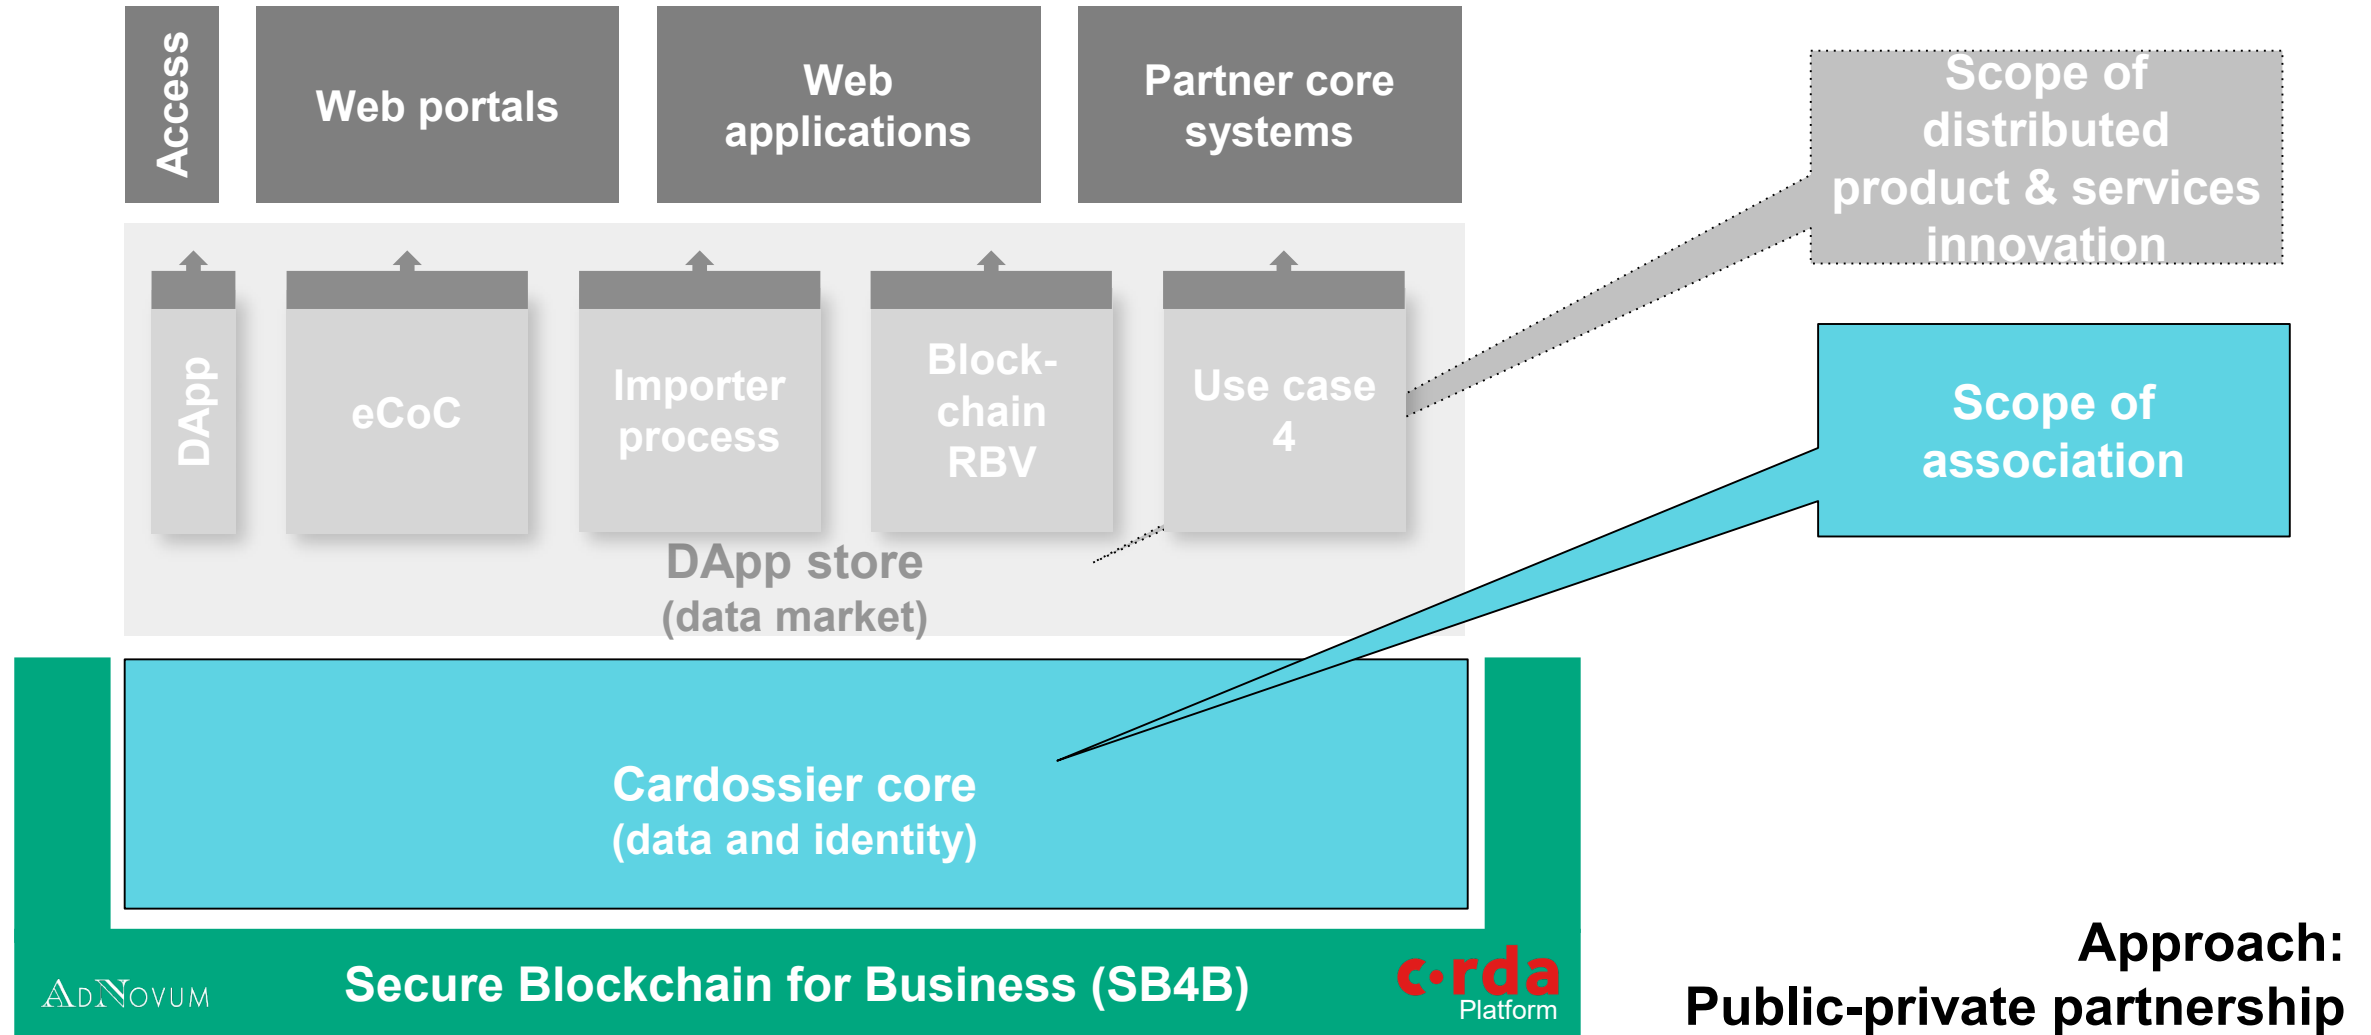 Access
Web portals
Web
applications
Partner core
systems
Scope of
distributed
product & services
innovation
DApp
eCoC
Importer
process
Block-
chain
RBV
Use case
4
Scope of
association
DApp store
(data market)
Cardossier core
(data and identity)
ADNOVUM
Secure Blockchain for Business (SB4B)
c·rda
Platform
Approach:
Public-private partnership